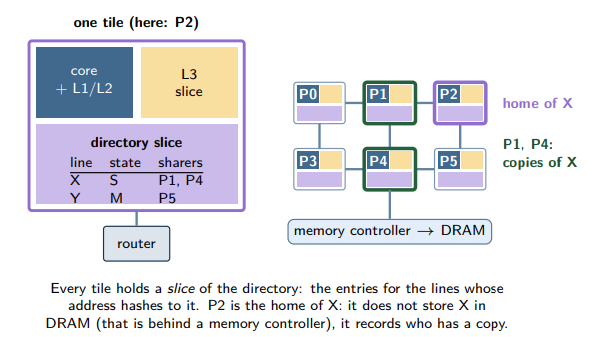 one tile (here: P2)
core
+ L1/L2
L3
slice
directory slice
line state sharers
X S P1, P4
Y M P5
router
P0 P1 P2
home of X
P1, P4:
copies of X
P3 P4 P5
memory controller → DRAM
Every tile holds a slice of the directory: the entries for the lines whose
address hashes to it. P2 is the home of X: it does not store X in
DRAM (that is behind a memory controller), it records who has a copy.